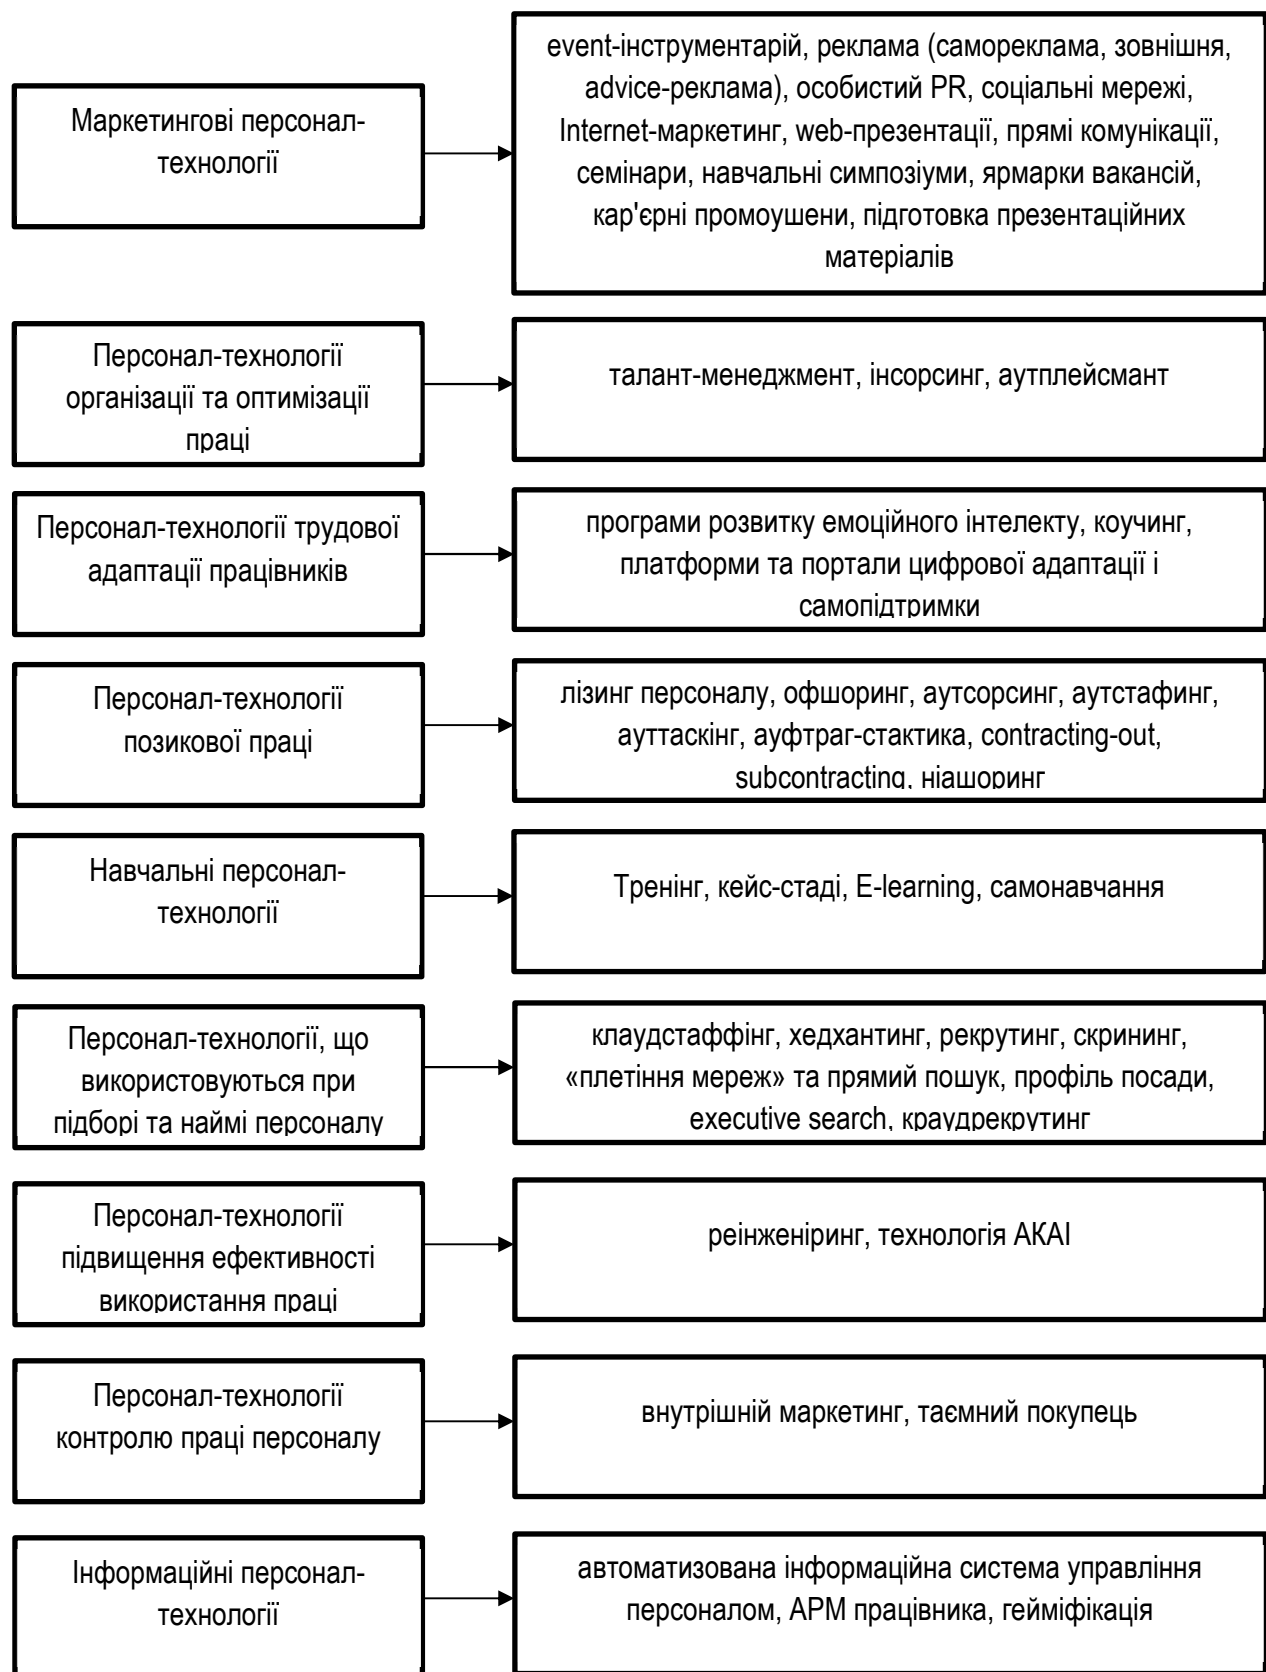 Маркетингові персонал-
технології
event-інструментарій, реклама (самореклама, зовнішня,
advice-реклама), особистий PR, соціальні мережі,
Internet-маркетинг, web-презентації, прямі комунікації,
семінари, навчальні симпозіуми, ярмарки вакансій,
кар'єрні промоушени, підготовка презентаційних
матеріалів
Персонал-технології
організації та оптимізації
праці
талант-менеджмент, інсорсинг, аутплейсмант
Персонал-технології трудової
адаптації працівників
програми розвитку емоційного інтелекту, коучинг,
платформи та портали цифрової адаптації і
самопідтримки
Персонал-технології
позикової праці
лізинг персоналу, офшоринг, аутсорсинг, аутстафинг,
ауттаскінг, ауфтраг-стактика, contracting-out,
subcontracting, ніашоринг
Навчальні персонал-
технології
Тренінг, кейс-стаді, E-learning, самонавчання
Персонал-технології, що
використовуються при
підборі та наймі персоналу
клаудстаффінг, хедхантинг, рекрутинг, скрининг,
«плетіння мереж» та прямий пошук, профіль посади,
executive search, краудрекрутинг
Персонал-технології
підвищення ефективності
використання праці
реінженіринг, технологія АКАІ
Персонал-технології
контролю праці персоналу
внутрішній маркетинг, таємний покупець
Інформаційні персонал-
технології
автоматизована інформаційна система управління
персоналом, АРМ працівника, гейміфікація